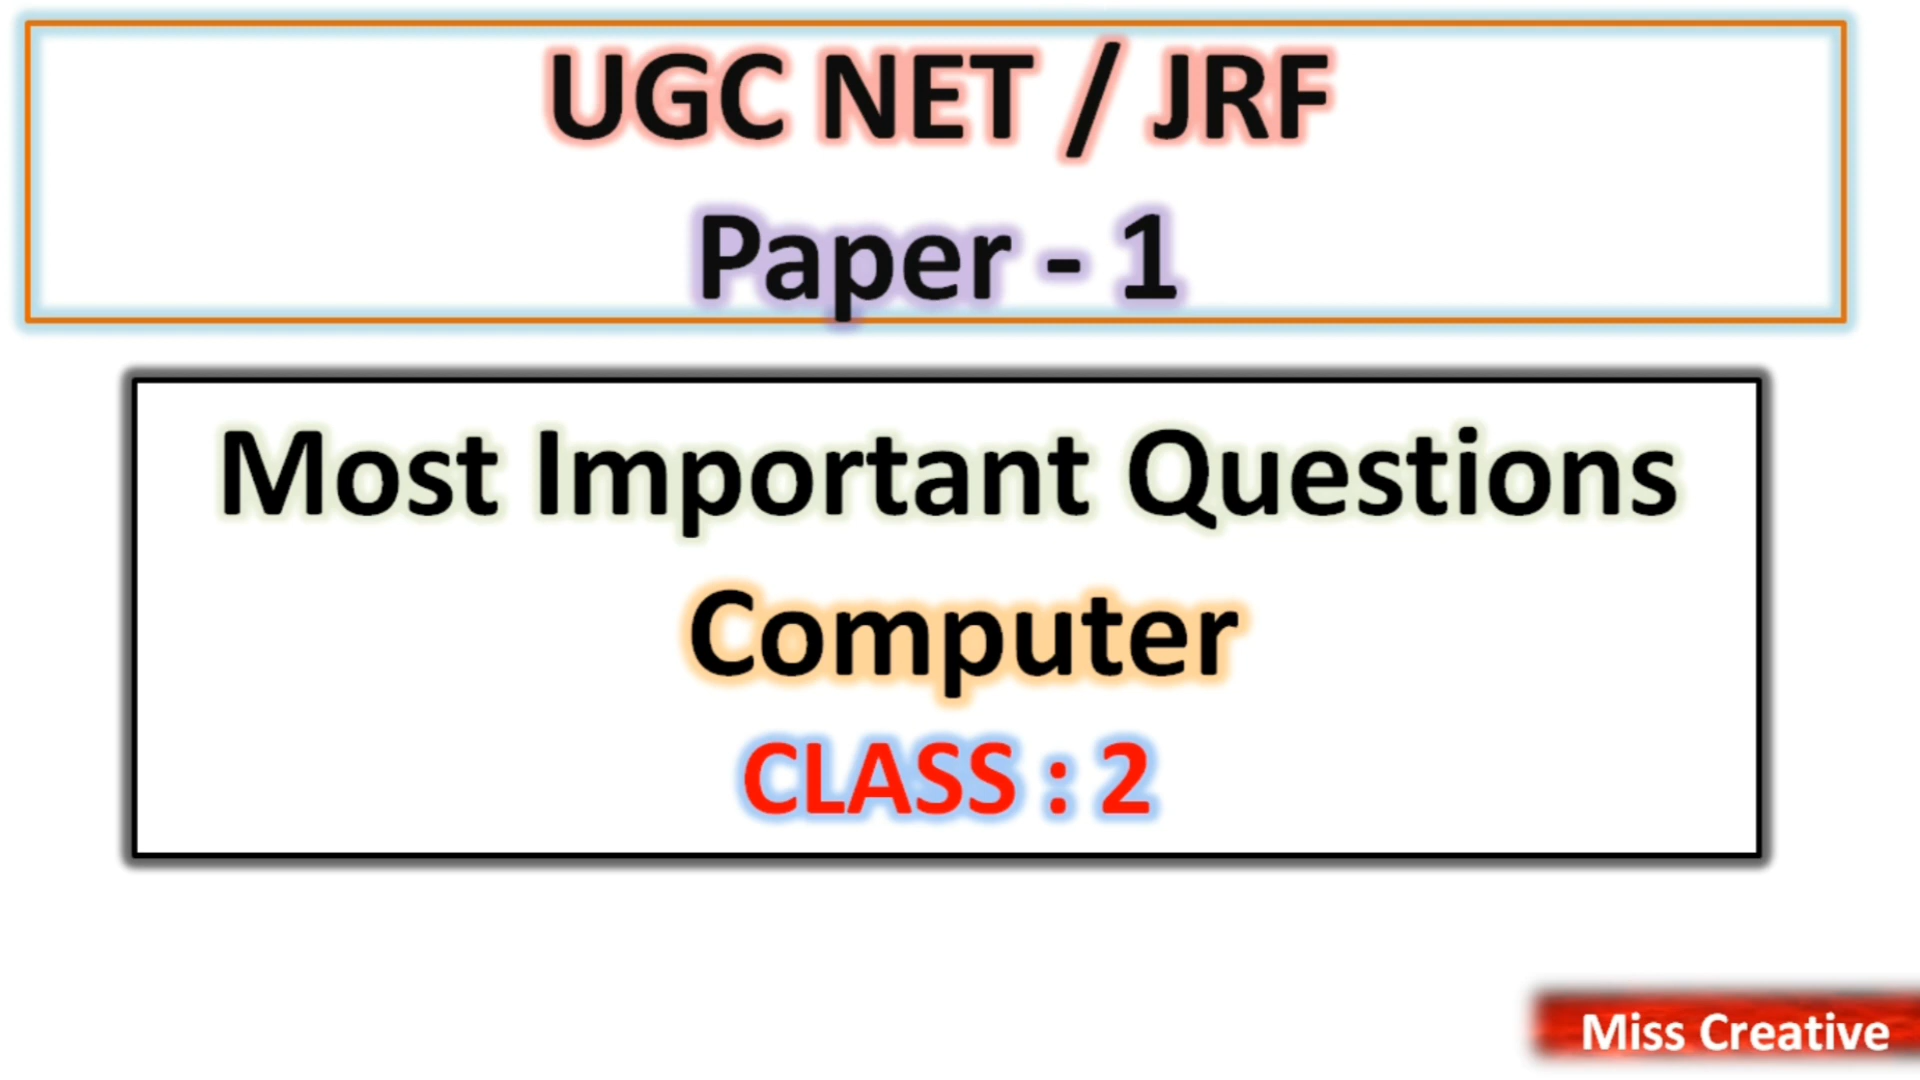 UGC NET / JRF
Paper - 1
Most Important Questions
Computer
CLASS : 2
Miss Creative